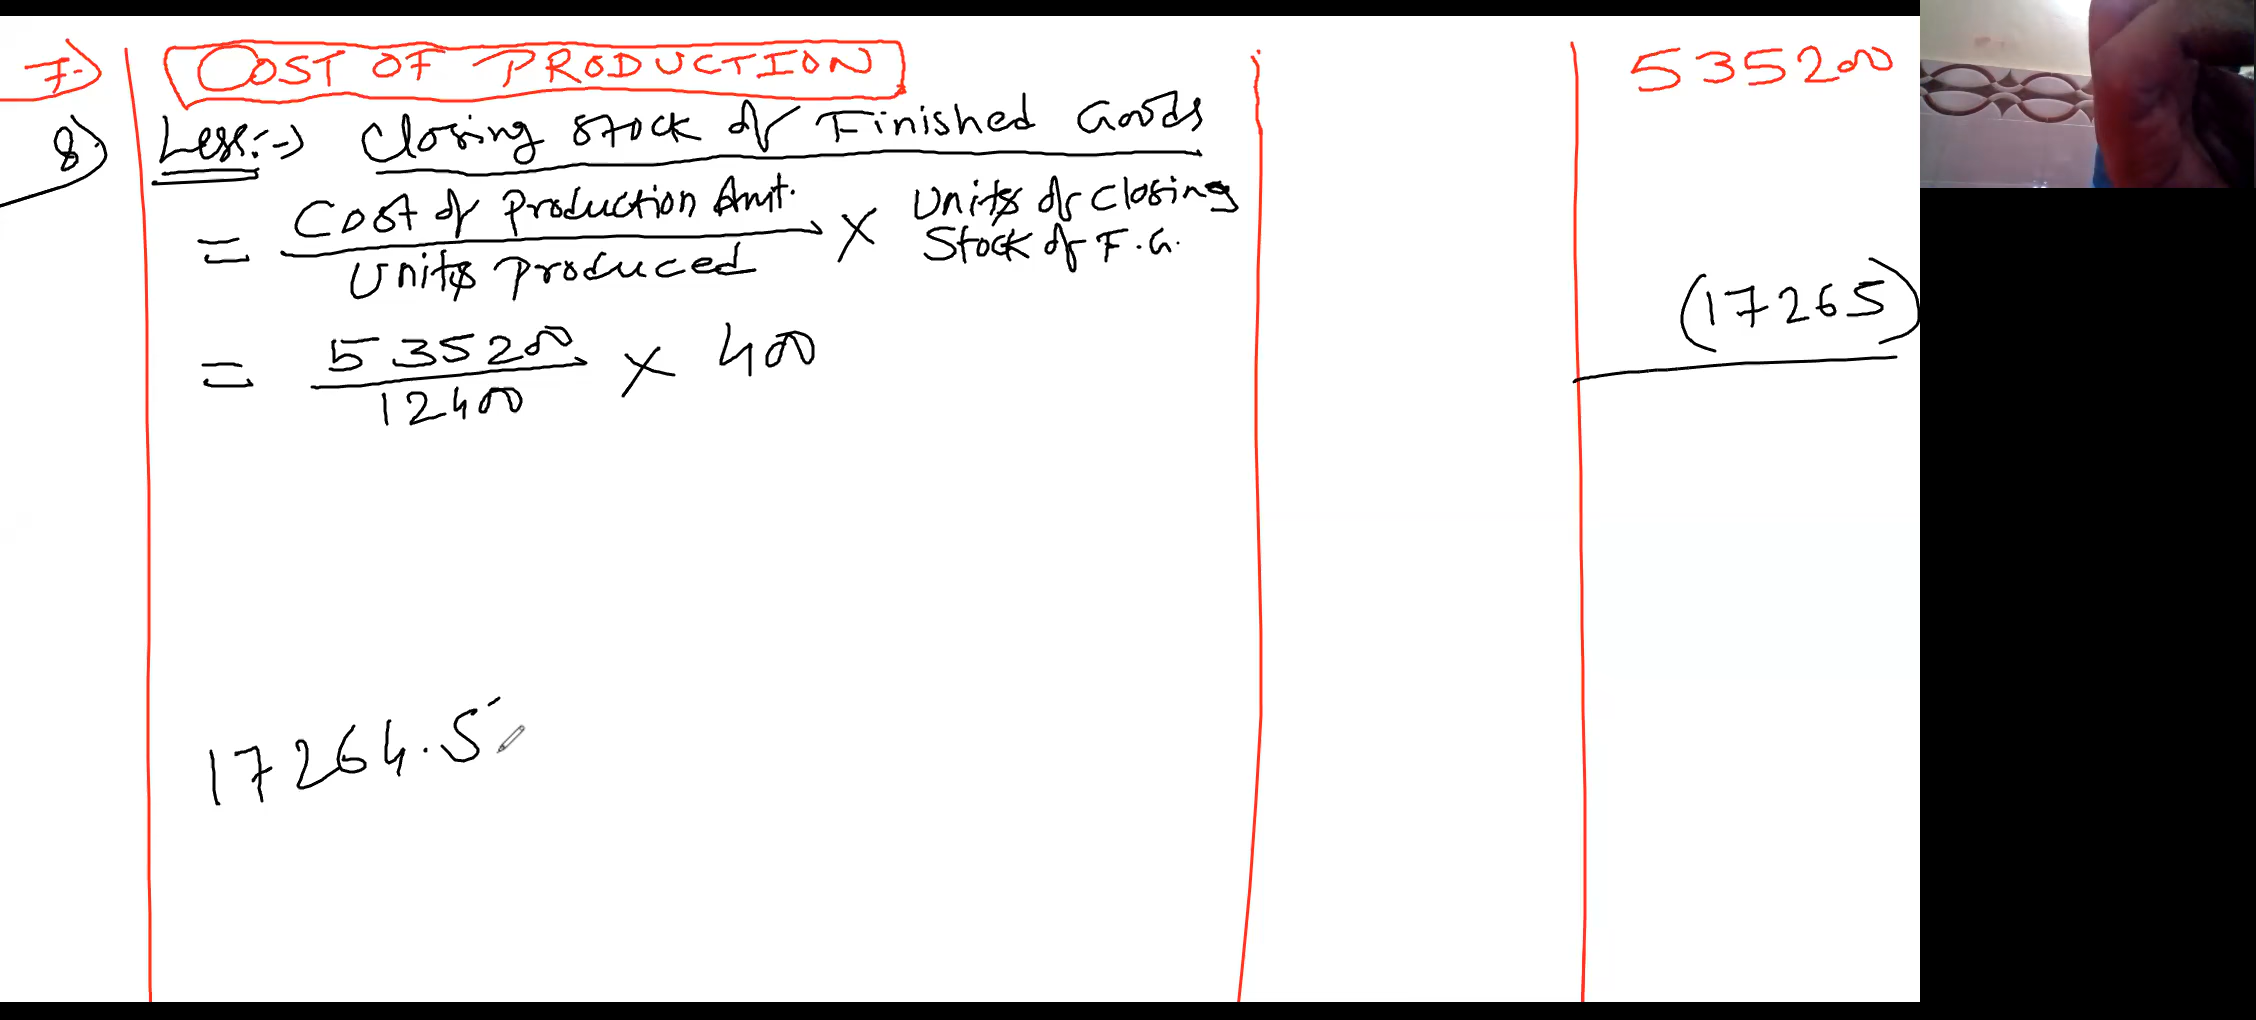 7) COST OF PRODUCTION 535200
8) Less:-> Closing Stock of Finished Goods
= Cost of Production Amt. / Units Produced × Units of Closing Stock of F.G.
(17265)
= 535200 / 12400 × 400
17264.5